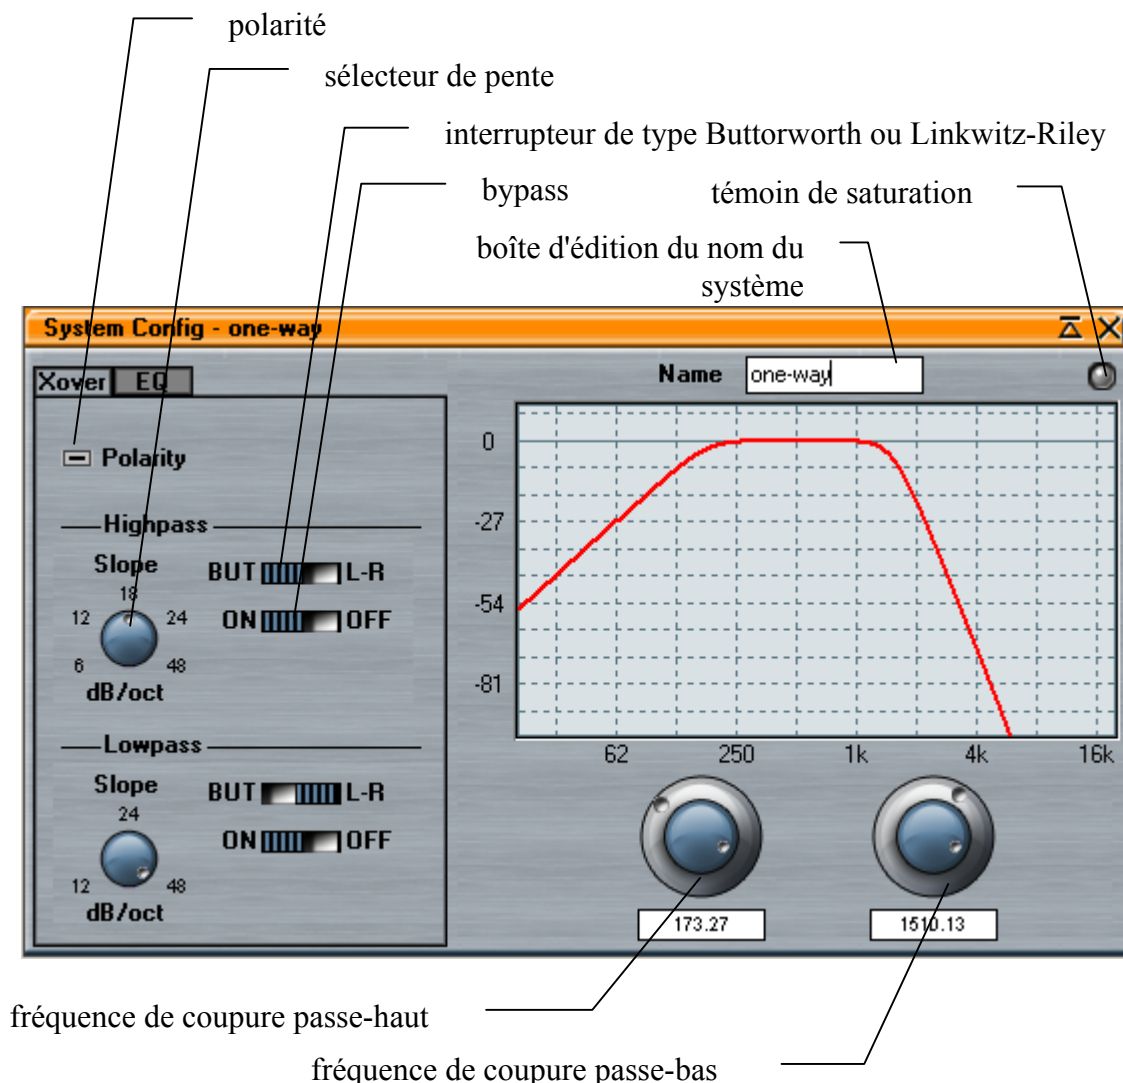 polarité
sélecteur de pente
interrupteur de type Buttorworth ou Linkwitz-Riley
bypass
témoin de saturation
boîte d'édition du nom du
système
System Config - one-way
Xover EQ
Name one-way
Polarity
Highpass
Slope
BUT L-R
18
12 24
ON OFF
6 48
dB/oct
Lowpass
Slope
BUT L-R
24
ON OFF
12 48
dB/oct
0
-27
-54
-81
62 250 1k 4k 16k
173.27 1510.13
fréquence de coupure passe-haut
fréquence de coupure passe-bas